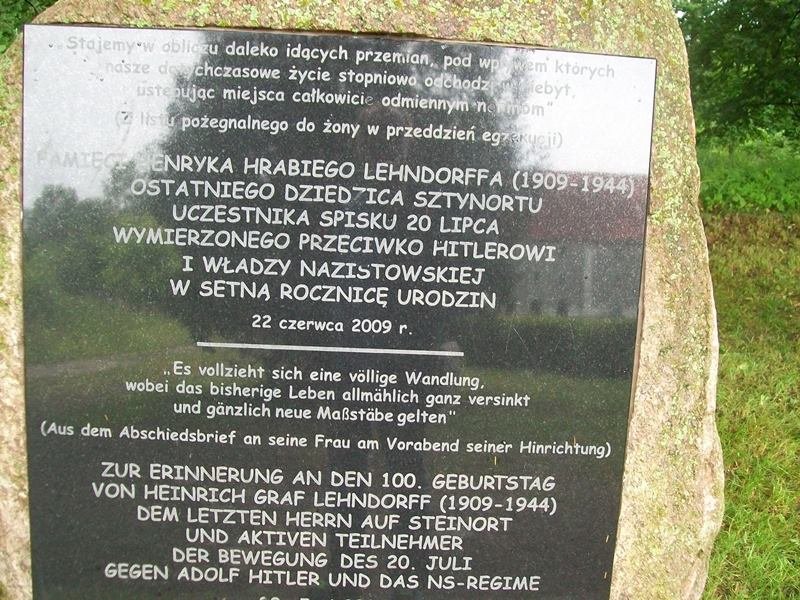 „Stajemy w obliczu daleko idących przemian, pod wpływem których
nasze dotychczasowe życie stopniowo odchodzi w niebyt,
ustępując miejsca całkowicie odmiennym normom"
(Z listu pożegnalnego do żony w przeddzień egzekucji)
PAMIĘCI HENRYKA HRABIEGO LEHNDORFFA (1909-1944)
OSTATNIEGO DZIEDZICA SZTYNORTU
UCZESTNIKA SPISKU 20 LIPCA
WYMIERZONEGO PRZECIWKO HITLEROWI
I WŁADZY NAZISTOWSKIEJ
W SETNĄ ROCZNICĘ URODZIN
22 czerwca 2009 r.
„Es vollzieht sich eine völlige Wandlung,
wobei das bisherige Leben allmählich ganz versinkt
und gänzlich neue Maßstäbe gelten"
(Aus dem Abschiedsbrief an seine Frau am Vorabend seiner Hinrichtung)
ZUR ERINNERUNG AN DEN 100. GEBURTSTAG
VON HEINRICH GRAF LEHNDORFF (1909-1944)
DEM LETZTEN HERRN AUF STEINORT
UND AKTIVEN TEILNEHMER
DER BEWEGUNG DES 20. JULI
GEGEN ADOLF HITLER UND DAS NS-REGIME